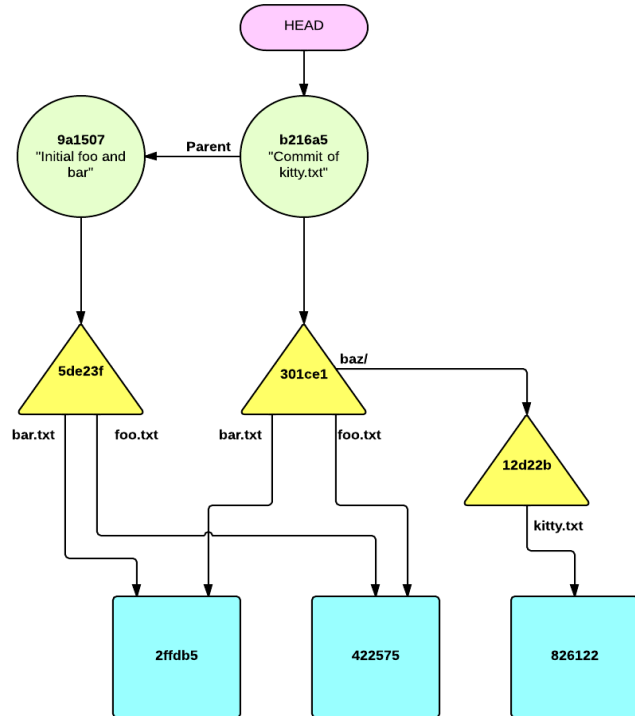 HEAD
9a1507
"Initial foo and
bar"
Parent
b216a5
"Commit of
kitty.txt"
5de23f
301ce1
baz/
bar.txt
foo.txt
bar.txt
foo.txt
12d22b
kitty.txt
2ffdb5
422575
826122